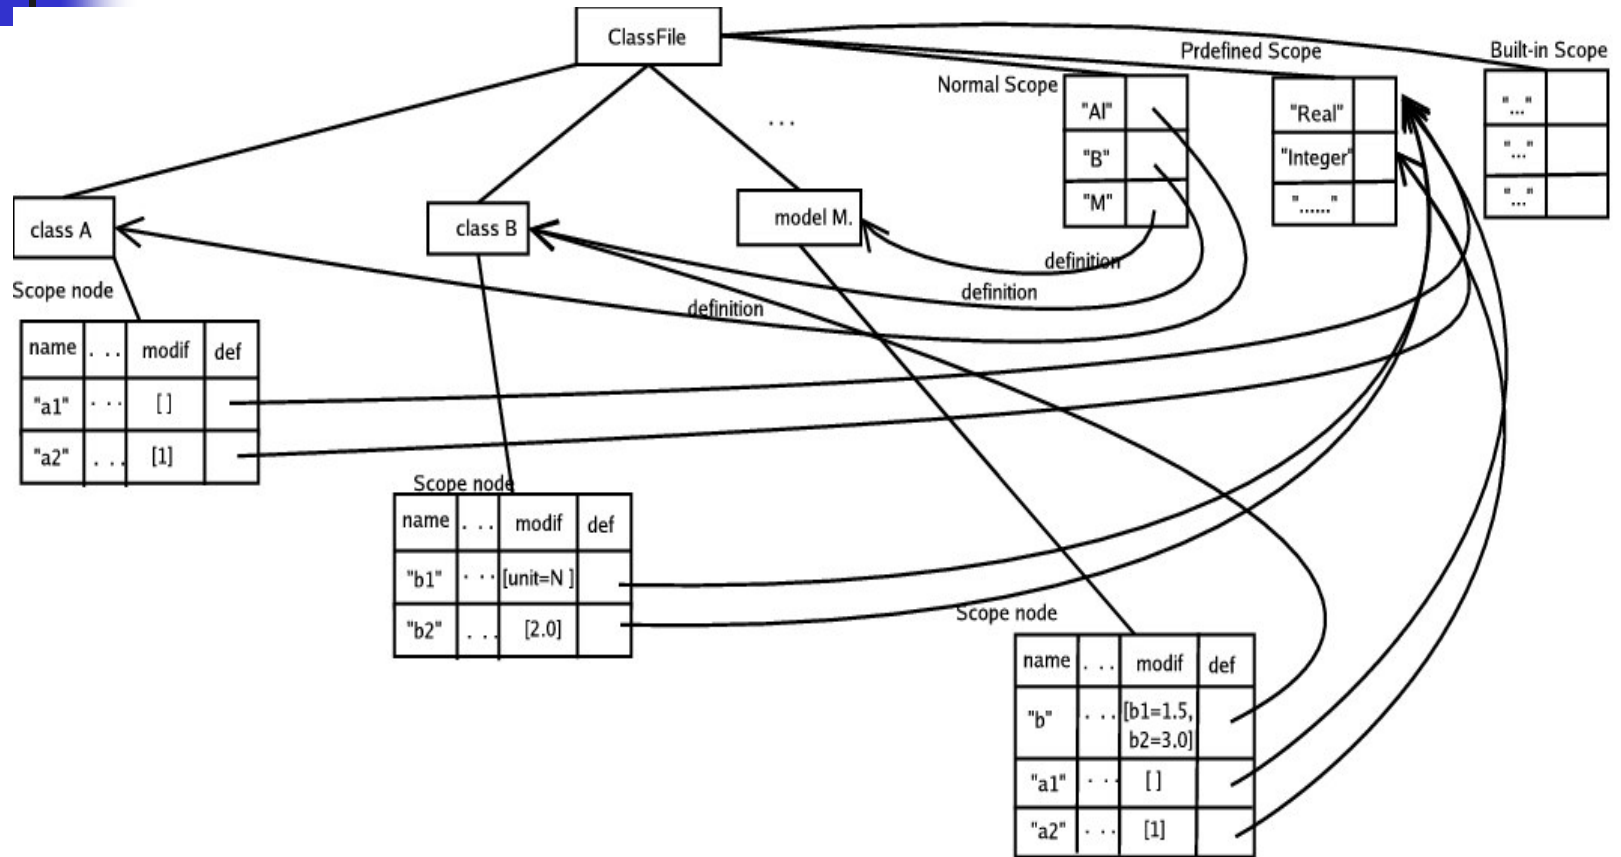 ClassFile
Prdefined Scope
Built-in Scope
Normal Scope
"AI"
"B"
"M"
"Real"
"Integer"
"......"
"..."
"..."
"..."
...
class A
class B
model M.
definition
definition
definition
Scope node
name ... modif def
"a1" ... [ ]
"a2" ... [1]
Scope node
name ... modif def
"b1" ... [unit=N ]
"b2" ... [2.0]
Scope node
name ... modif def
"b" ... [b1=1.5,
b2=3.0]
"a1" ... [ ]
"a2" ... [1]